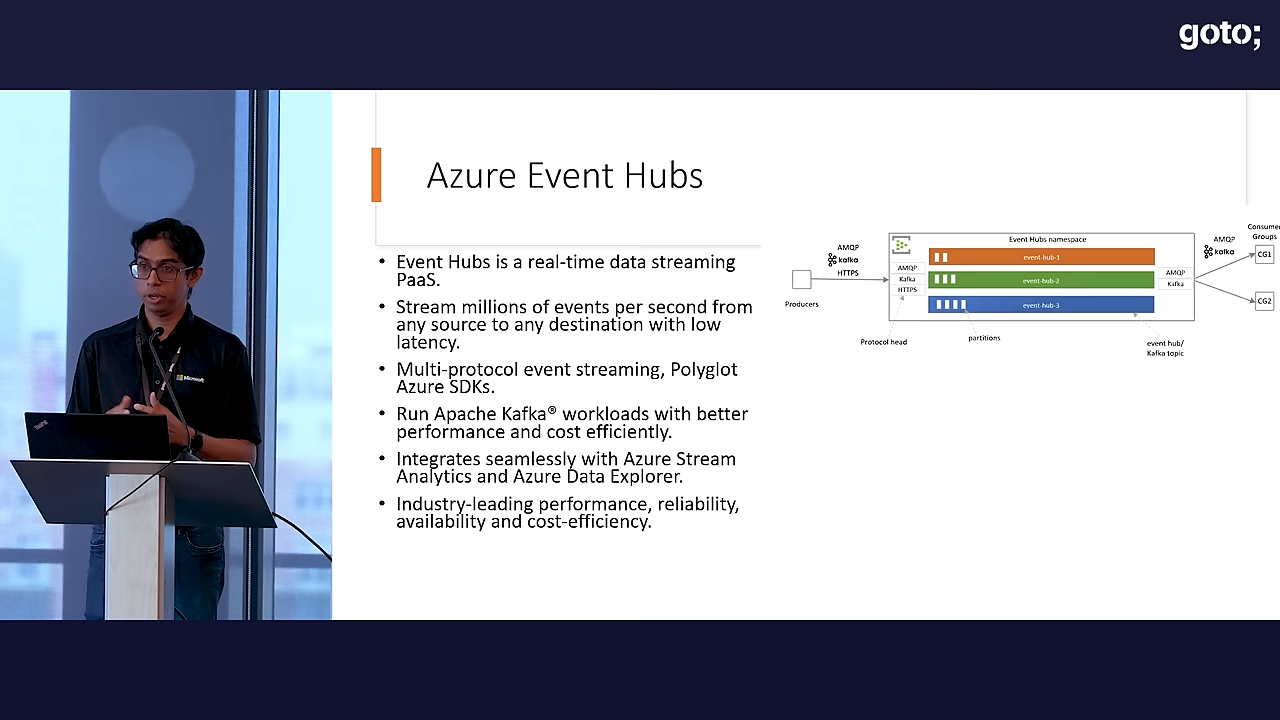 goto;
Azure Event Hubs
• Event Hubs is a real-time data streaming
PaaS.
• Stream millions of events per second from
any source to any destination with low
latency.
• Multi-protocol event streaming, Polyglot
Azure SDKs.
• Run Apache Kafka® workloads with better
performance and cost efficiently.
• Integrates seamlessly with Azure Stream
Analytics and Azure Data Explorer.
• Industry-leading performance, reliability,
availability and cost-efficiency.
Producers
AMQP
kafka
HTTPS
Event Hubs namespace
AMQP
Kafka
HTTPS
event-hub-1
event-hub-2
event-hub-3
AMQP
Kafka
Protocol head
partitions
event hub/
Kafka topic
AMQP
kafka
Consumer
Groups
CG1
CG2
Microsoft
ThinkPad